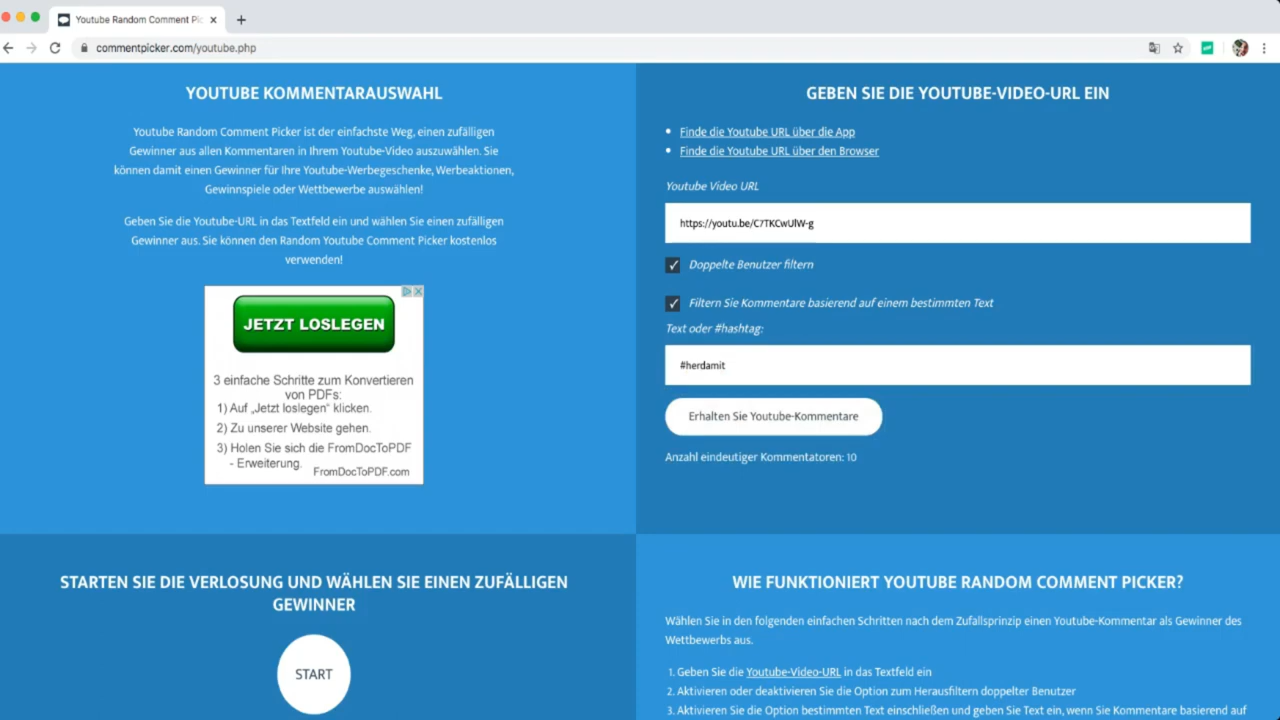 Youtube Random Comment Pic
commentpicker.com/youtube.php
YOUTUBE KOMMENTARAUSWAHL
Youtube Random Comment Picker ist der einfachste Weg, einen zufälligen
Gewinner aus allen Kommentaren in Ihrem Youtube-Video auszuwählen. Sie
können damit einen Gewinner für Ihre Youtube-Werbegeschenke, Werbeaktionen,
Gewinnspiele oder Wettbewerbe auswählen!
Geben Sie die Youtube-URL in das Textfeld ein und wählen Sie einen zufälligen
Gewinner aus. Sie können den Random Youtube Comment Picker kostenlos
verwenden!
JETZT LOSLEGEN
3 einfache Schritte zum Konvertieren
von PDFs:
1) Auf „Jetzt loslegen“ klicken.
2) Zu unserer Website gehen.
3) Holen Sie sich die FromDocToPDF
- Erweiterung.
FromDocToPDF.com
GEBEN SIE DIE YOUTUBE-VIDEO-URL EIN
Finde die Youtube URL über die App
Finde die Youtube URL über den Browser
Youtube Video URL
https://youtu.be/C7TKCwUlW-g
Doppelte Benutzer filtern
Filtern Sie Kommentare basierend auf einem bestimmten Text
Text oder #hashtag:
#herdamit
Erhalten Sie Youtube-Kommentare
Anzahl eindeutiger Kommentatoren: 10
STARTEN SIE DIE VERLOSUNG UND WÄHLEN SIE EINEN ZUFÄLLIGEN
GEWINNER
START
WIE FUNKTIONIERT YOUTUBE RANDOM COMMENT PICKER?
Wählen Sie in den folgenden einfachen Schritten nach dem Zufallsprinzip einen Youtube-Kommentar als Gewinner des
Wettbewerbs aus.
1. Geben Sie die Youtube-Video-URL in das Textfeld ein
2. Aktivieren oder deaktivieren Sie die Option zum Herausfiltern doppelter Benutzer
3. Aktivieren Sie die Option bestimmten Text einschließen und geben Sie Text ein, wenn Sie Kommentare basierend auf